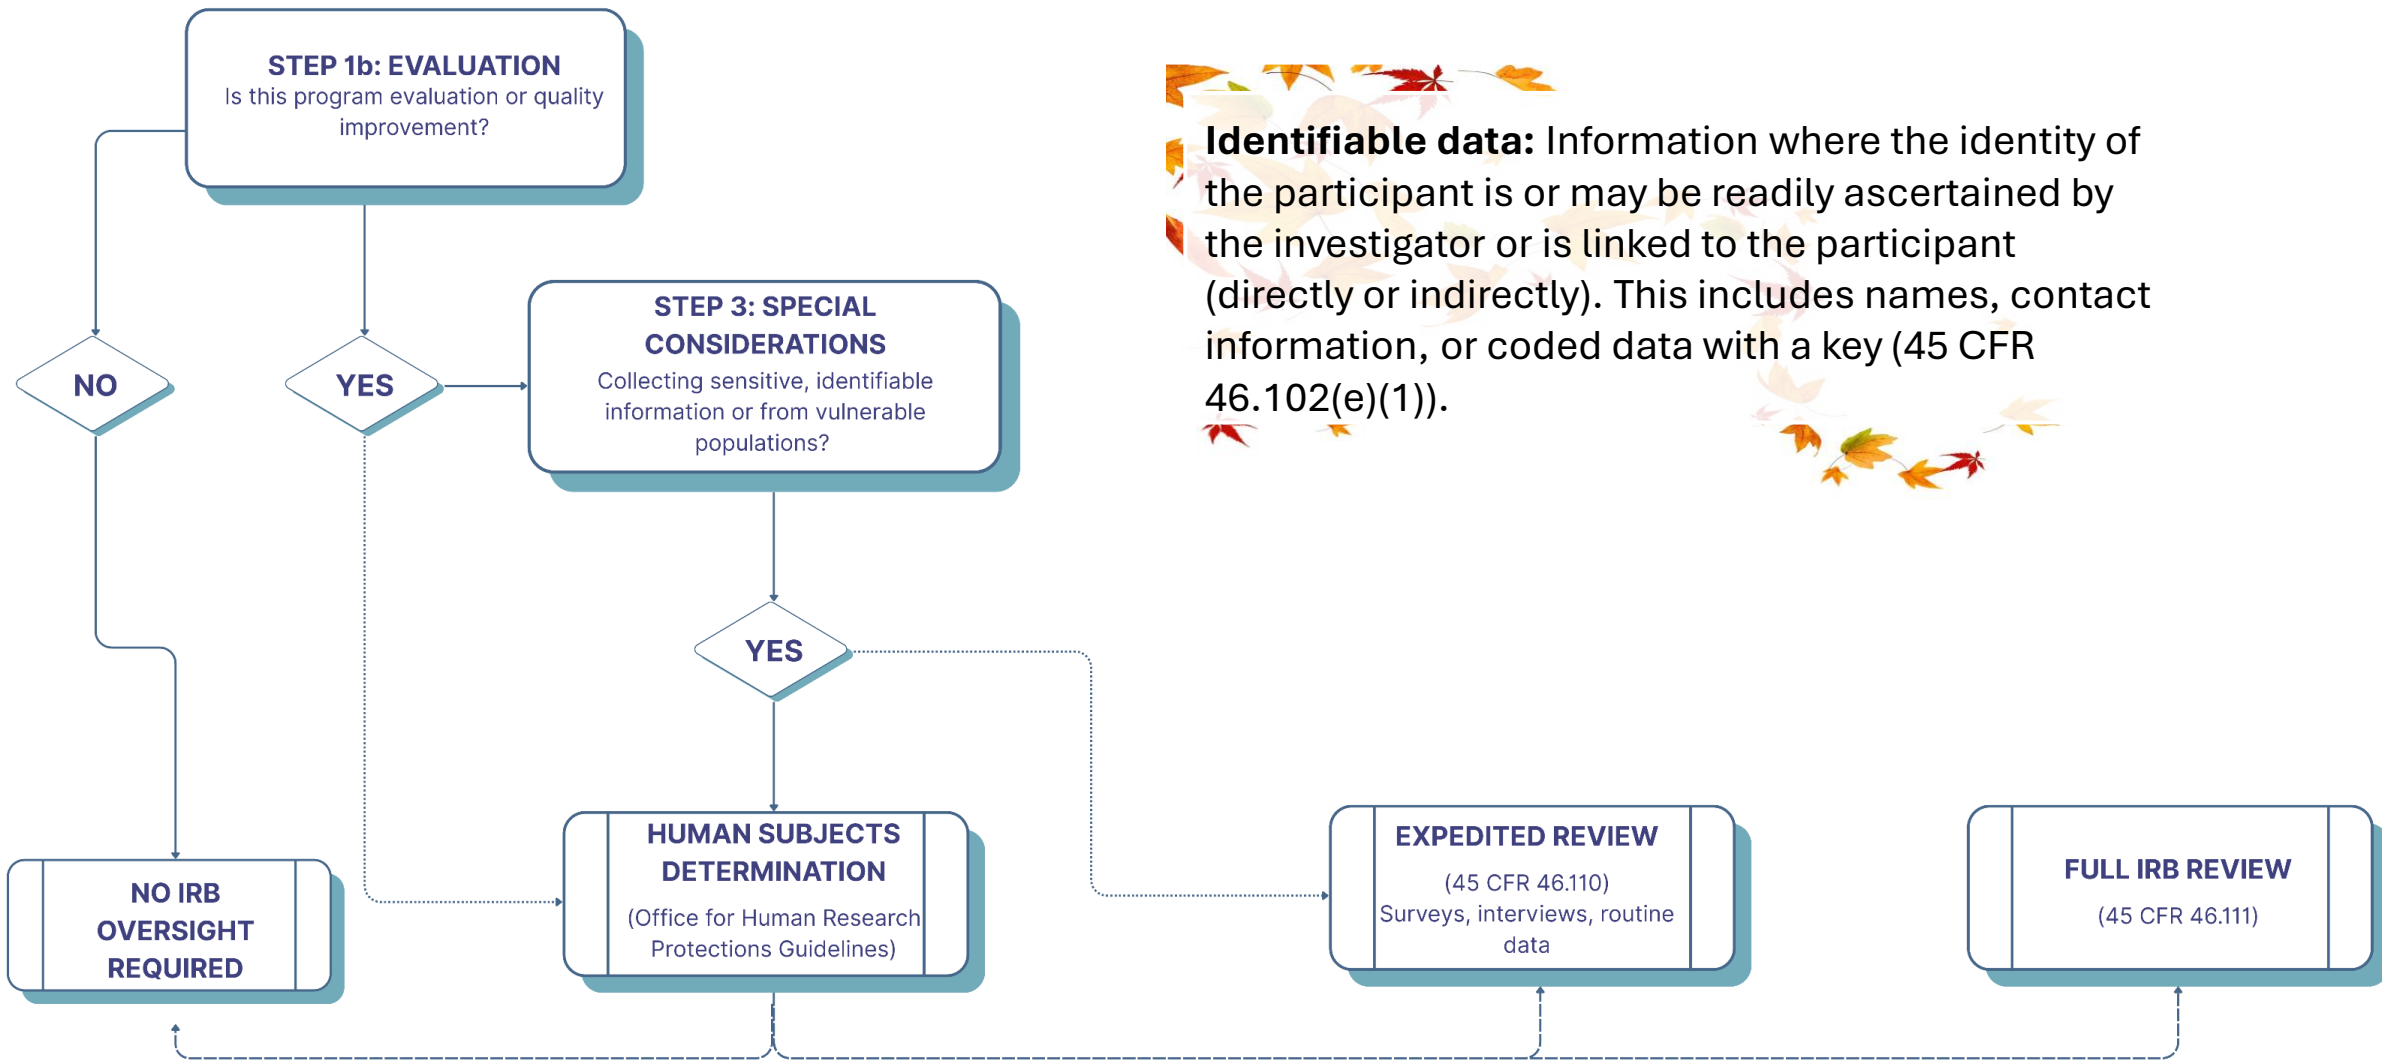 STEP 1b: EVALUATION
Is this program evaluation or quality
improvement?
Identifiable data: Information where the identity of
the participant is or may be readily ascertained by
the investigator or is linked to the participant
(directly or indirectly). This includes names, contact
information, or coded data with a key (45 CFR
46.102(e)(1)).
NO
YES
STEP 3: SPECIAL
CONSIDERATIONS
Collecting sensitive, identifiable
information or from vulnerable
populations?
YES
NO IRB
OVERSIGHT
REQUIRED
HUMAN SUBJECTS
DETERMINATION
(Office for Human Research
Protections Guidelines)
EXPEDITED REVIEW
(45 CFR 46.110)
Surveys, interviews, routine
data
FULL IRB REVIEW
(45 CFR 46.111)